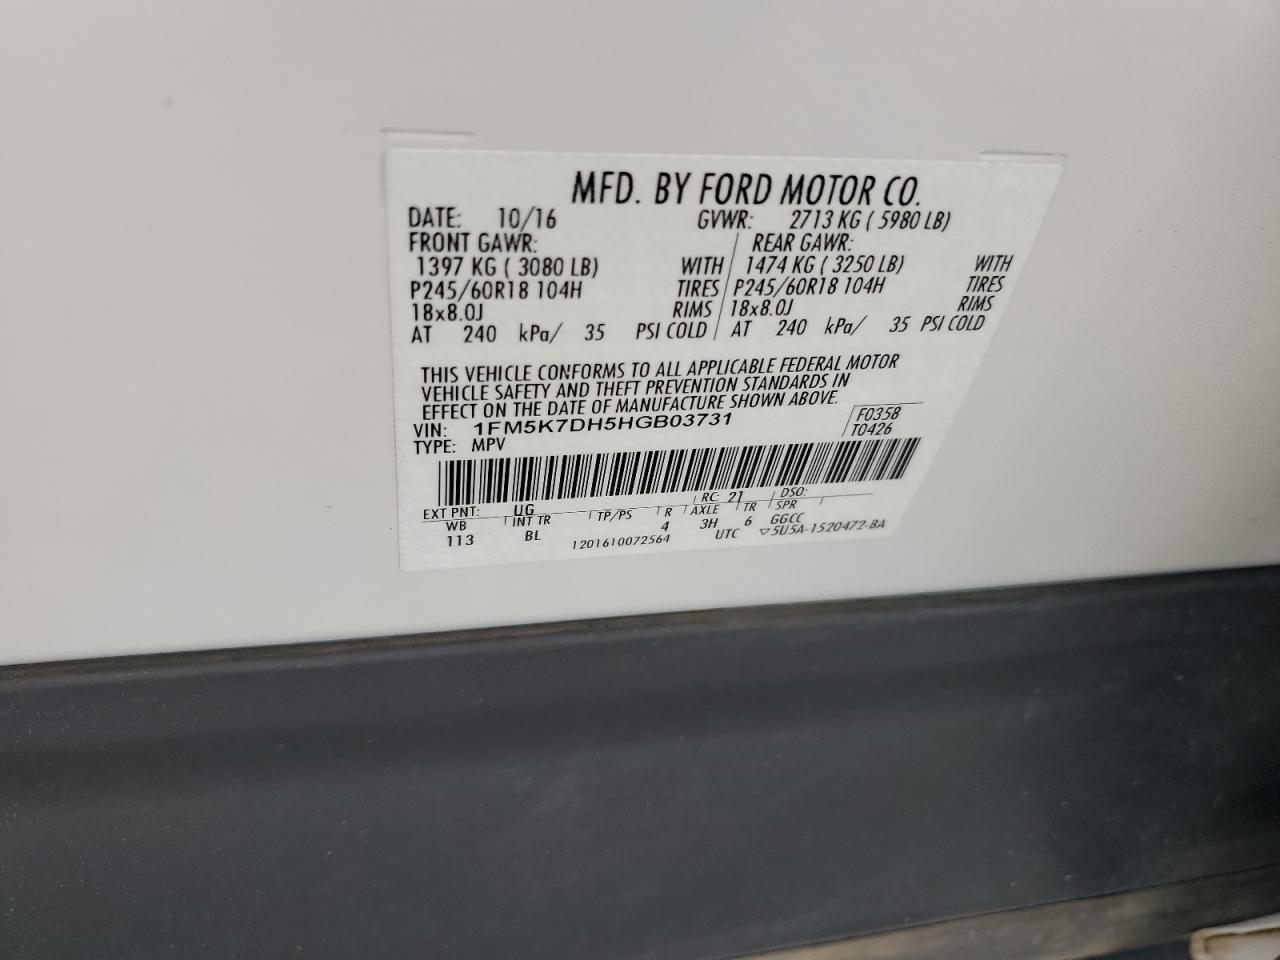 MFD. BY FORD MOTOR CO.
DATE: 10/16 GVWR: 2713 KG ( 5980 LB)
FRONT GAWR: REAR GAWR:
1397 KG ( 3080 LB) WITH 1474 KG ( 3250 LB) WITH
P245/60R18 104H TIRES P245/60R18 104H TIRES
18x8.0J RIMS 18x8.0J RIMS
AT 240 kPa/ 35 PSI COLD AT 240 kPa/ 35 PSI COLD
THIS VEHICLE CONFORMS TO ALL APPLICABLE FEDERAL MOTOR
VEHICLE SAFETY AND THEFT PREVENTION STANDARDS IN
EFFECT ON THE DATE OF MANUFACTURE SHOWN ABOVE.
VIN: 1FM5K7DH5HGB03731 F0358
TYPE: MPV T0426
EXT PNT: UG RC: 21 DSO:
WB INT TR TP/PS R AXLE TR SPR
113 BL 4 3H 6 GGCC
1201610072564 UTC ▽5U5A-1520472-BA